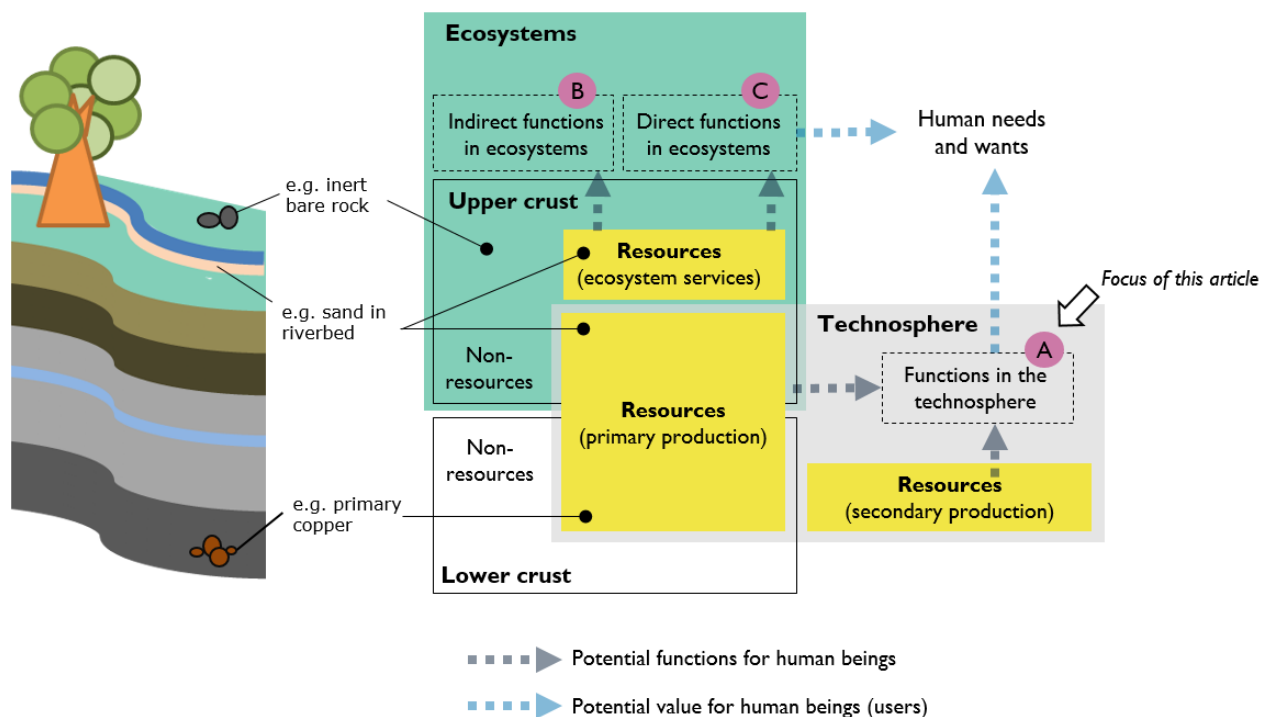 Ecosystems
B
C
Indirect functions
in ecosystems
Direct functions
in ecosystems
Human needs
and wants
e.g. inert
bare rock
Upper crust
Resources
(ecosystem services)
Focus of this article
e.g. sand in
riverbed
Technosphere
A
Non-
resources
Functions in the
technosphere
Resources
(primary production)
Non-
resources
Resources
(secondary production)
e.g. primary
copper
Lower crust
Potential functions for human beings
Potential value for human beings (users)